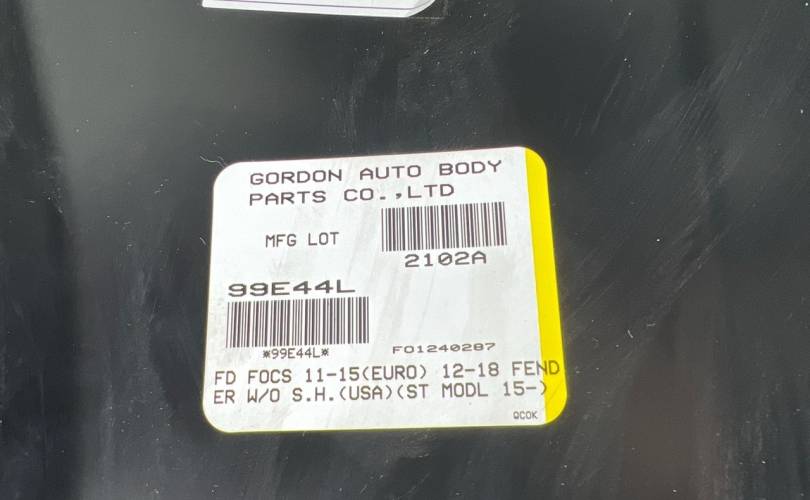 GORDON AUTO BODY
PARTS CO.,LTD
MFG LOT
2102A
99E44L
*99E44L*
FO1240287
FD FOCS 11-15(EURO) 12-18 FEND
ER W/O S.H.(USA)(ST MODL 15-)
QCOK